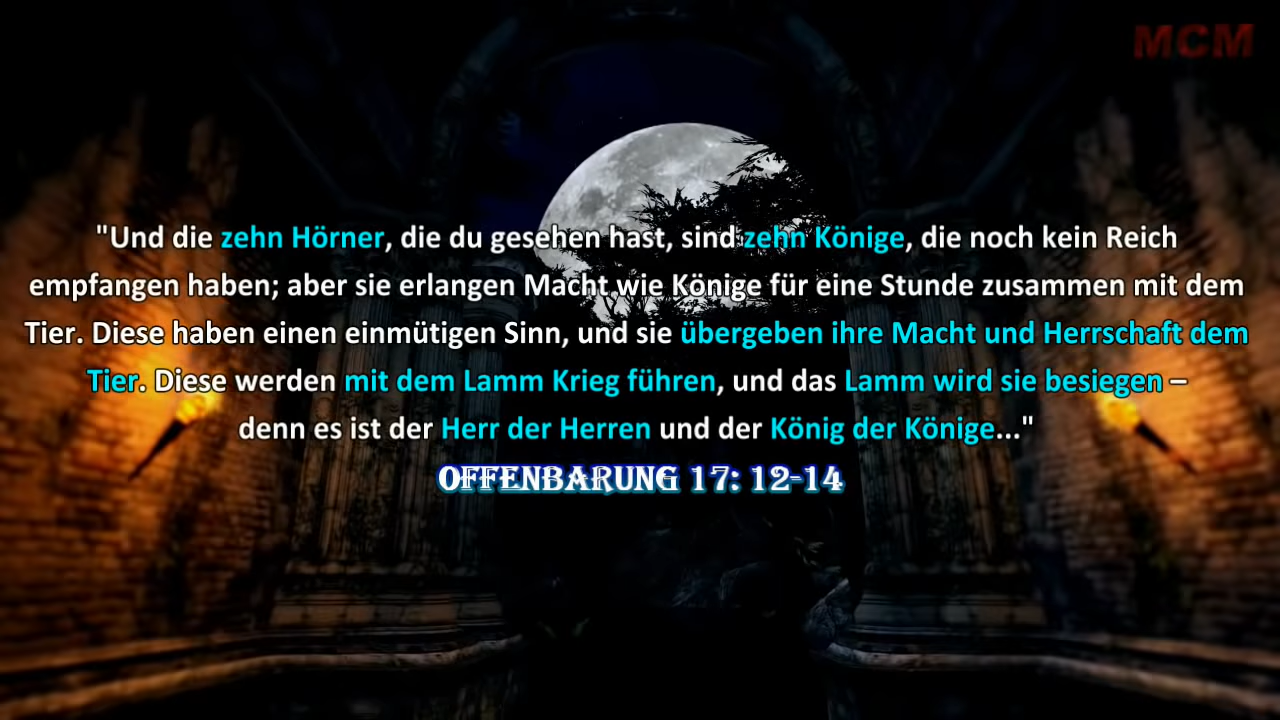 MCM
"Und die zehn Hörner, die du gesehen hast, sind zehn Könige, die noch kein Reich
empfangen haben; aber sie erlangen Macht wie Könige für eine Stunde zusammen mit dem
Tier. Diese haben einen einmütigen Sinn, und sie übergeben ihre Macht und Herrschaft dem
Tier. Diese werden mit dem Lamm Krieg führen, und das Lamm wird sie besiegen –
denn es ist der Herr der Herren und der König der Könige..."
OFFENBARUNG 17: 12-14